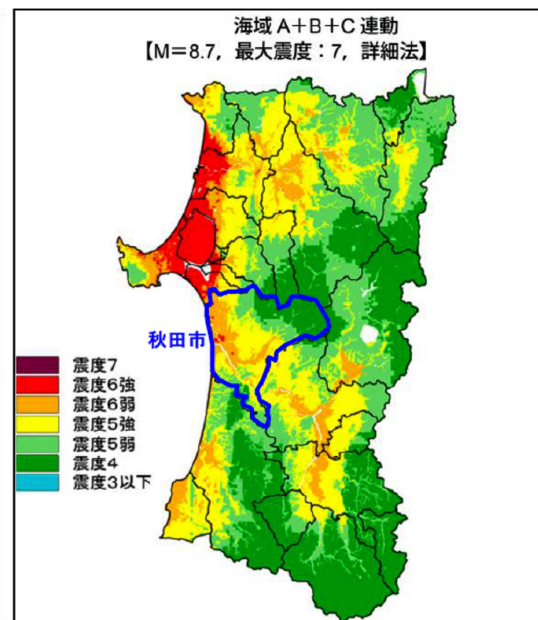 海域 A+B+C 連動
【M=8.7, 最大震度:7, 詳細法】
秋田市
震度7
震度6強
震度6弱
震度5強
震度5弱
震度4
震度3以下